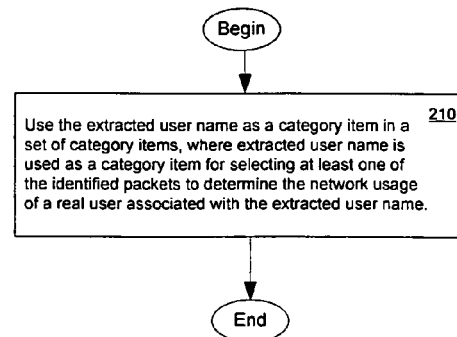 Begin
210
Use the extracted user name as a category item in a
set of category items, where extracted user name is
used as a category item for selecting at least one of
the identified packets to determine the network usage
of a real user associated with the extracted user name.
End